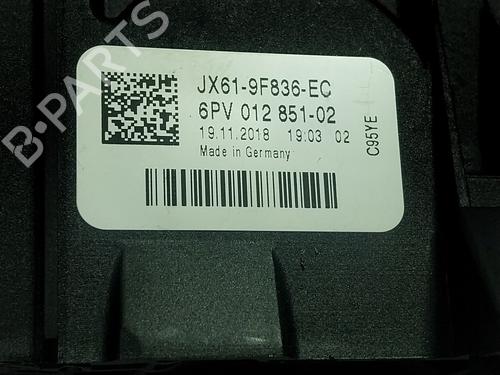 JX61-9F836-EC
6PV 012 851-02
19.11.2018 19:03 02
Made in Germany
C95YE
B-PARTS